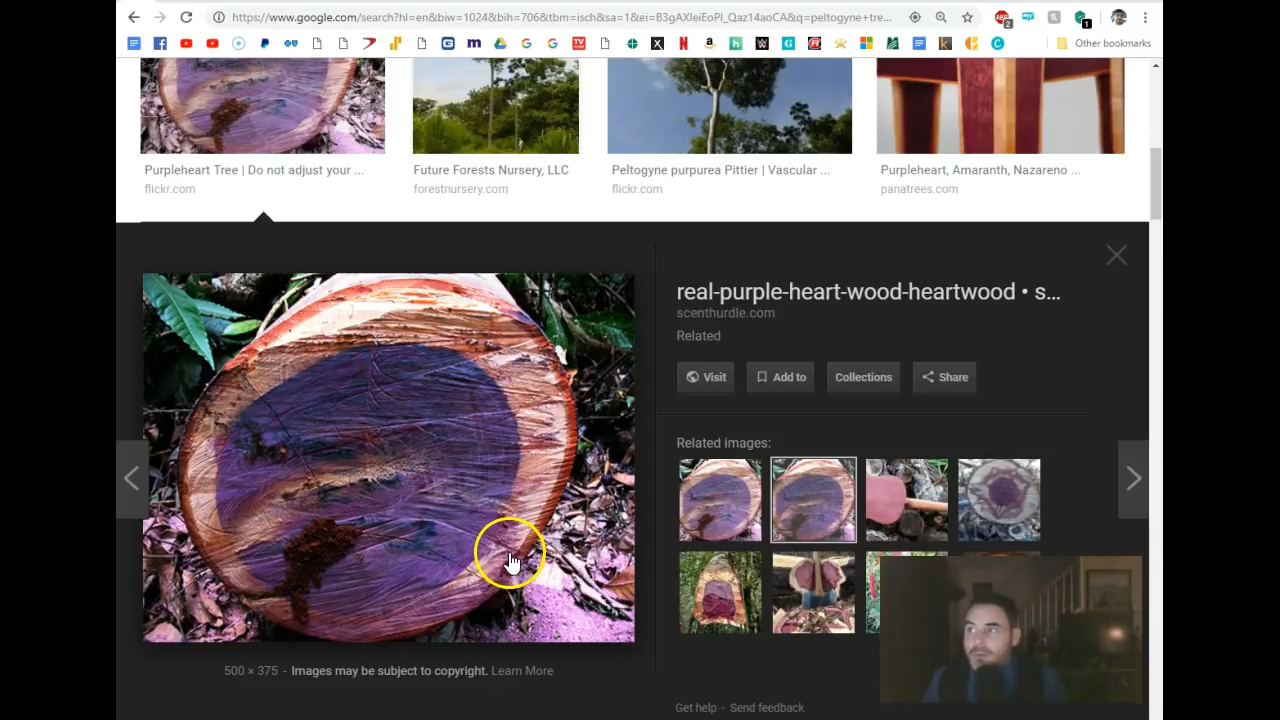 https://www.google.com/search?hl=en&biw=1024&bih=706&tbm=isch&sa=1&ei=B3gAXIeiEoPI_Qaz14aoCA&q=peltogyne+tre...
Other bookmarks
Purpleheart Tree | Do not adjust your ...
flickr.com
Future Forests Nursery, LLC
forestnursery.com
Peltogyne purpurea Pittier | Vascular ...
flickr.com
Purpleheart, Amaranth, Nazareno ...
panatrees.com
real-purple-heart-wood-heartwood • s...
scenthurdle.com
Related
Visit
Add to
Collections
Share
Related images:
500 × 375 - Images may be subject to copyright. Learn More
Get help - Send feedback